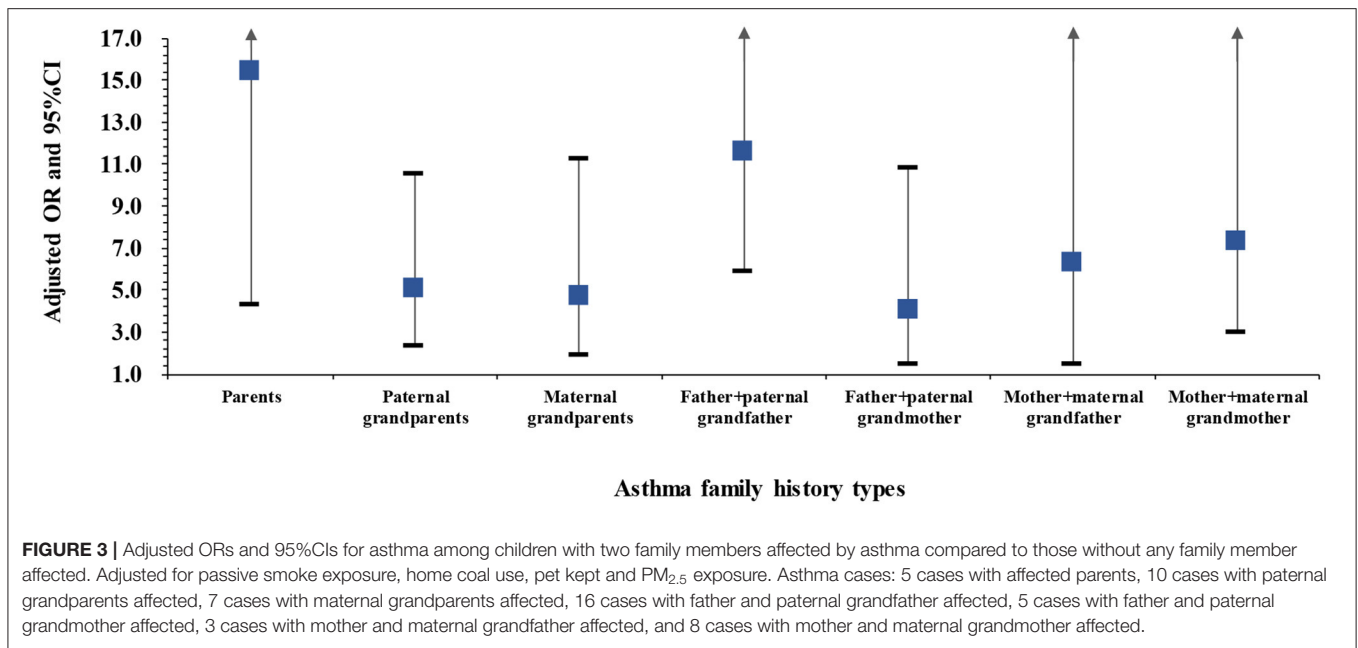 17.0
15.0
13.0
11.0
9.0
7.0
5.0
3.0
1.0
Adjusted OR and 95%CI
Parents
Paternal
grandparents
Maternal
grandparents
Father+paternal
grandfather
Father+paternal
grandmother
Mother+maternal
grandfather
Mother+maternal
grandmother
Asthma family history types
FIGURE 3 | Adjusted ORs and 95%CIs for asthma among children with two family members affected by asthma compared to those without any family member
affected. Adjusted for passive smoke exposure, home coal use, pet kept and PM2.5 exposure. Asthma cases: 5 cases with affected parents, 10 cases with paternal
grandparents affected, 7 cases with maternal grandparents affected, 16 cases with father and paternal grandfather affected, 5 cases with father and paternal
grandmother affected, 3 cases with mother and maternal grandfather affected, and 8 cases with mother and maternal grandmother affected.